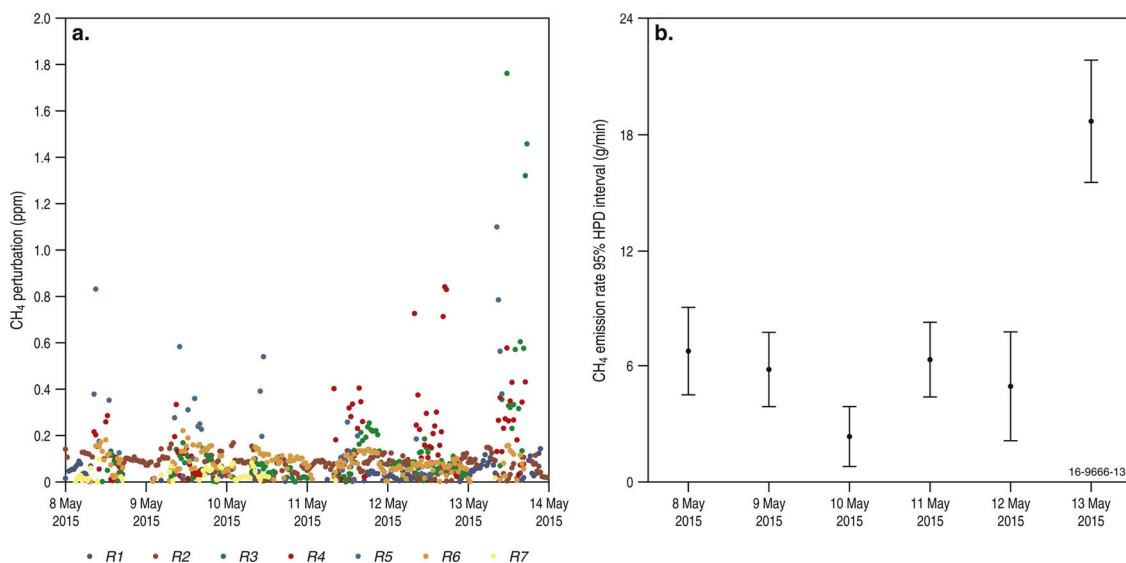 a.
CH₄ perturbation (ppm)
2.0
1.8
1.6
1.4
1.2
1.0
0.8
0.6
0.4
0.2
0
8 May 9 May 10 May 11 May 12 May 13 May 14 May
2015 2015 2015 2015 2015 2015 2015
R1 R2 R3 R4 R5 R6 R7
b.
CH₄ emission rate 95% HPD interval (g/min)
24
18
12
6
0
16-9666-13
8 May 9 May 10 May 11 May 12 May 13 May
2015 2015 2015 2015 2015 2015